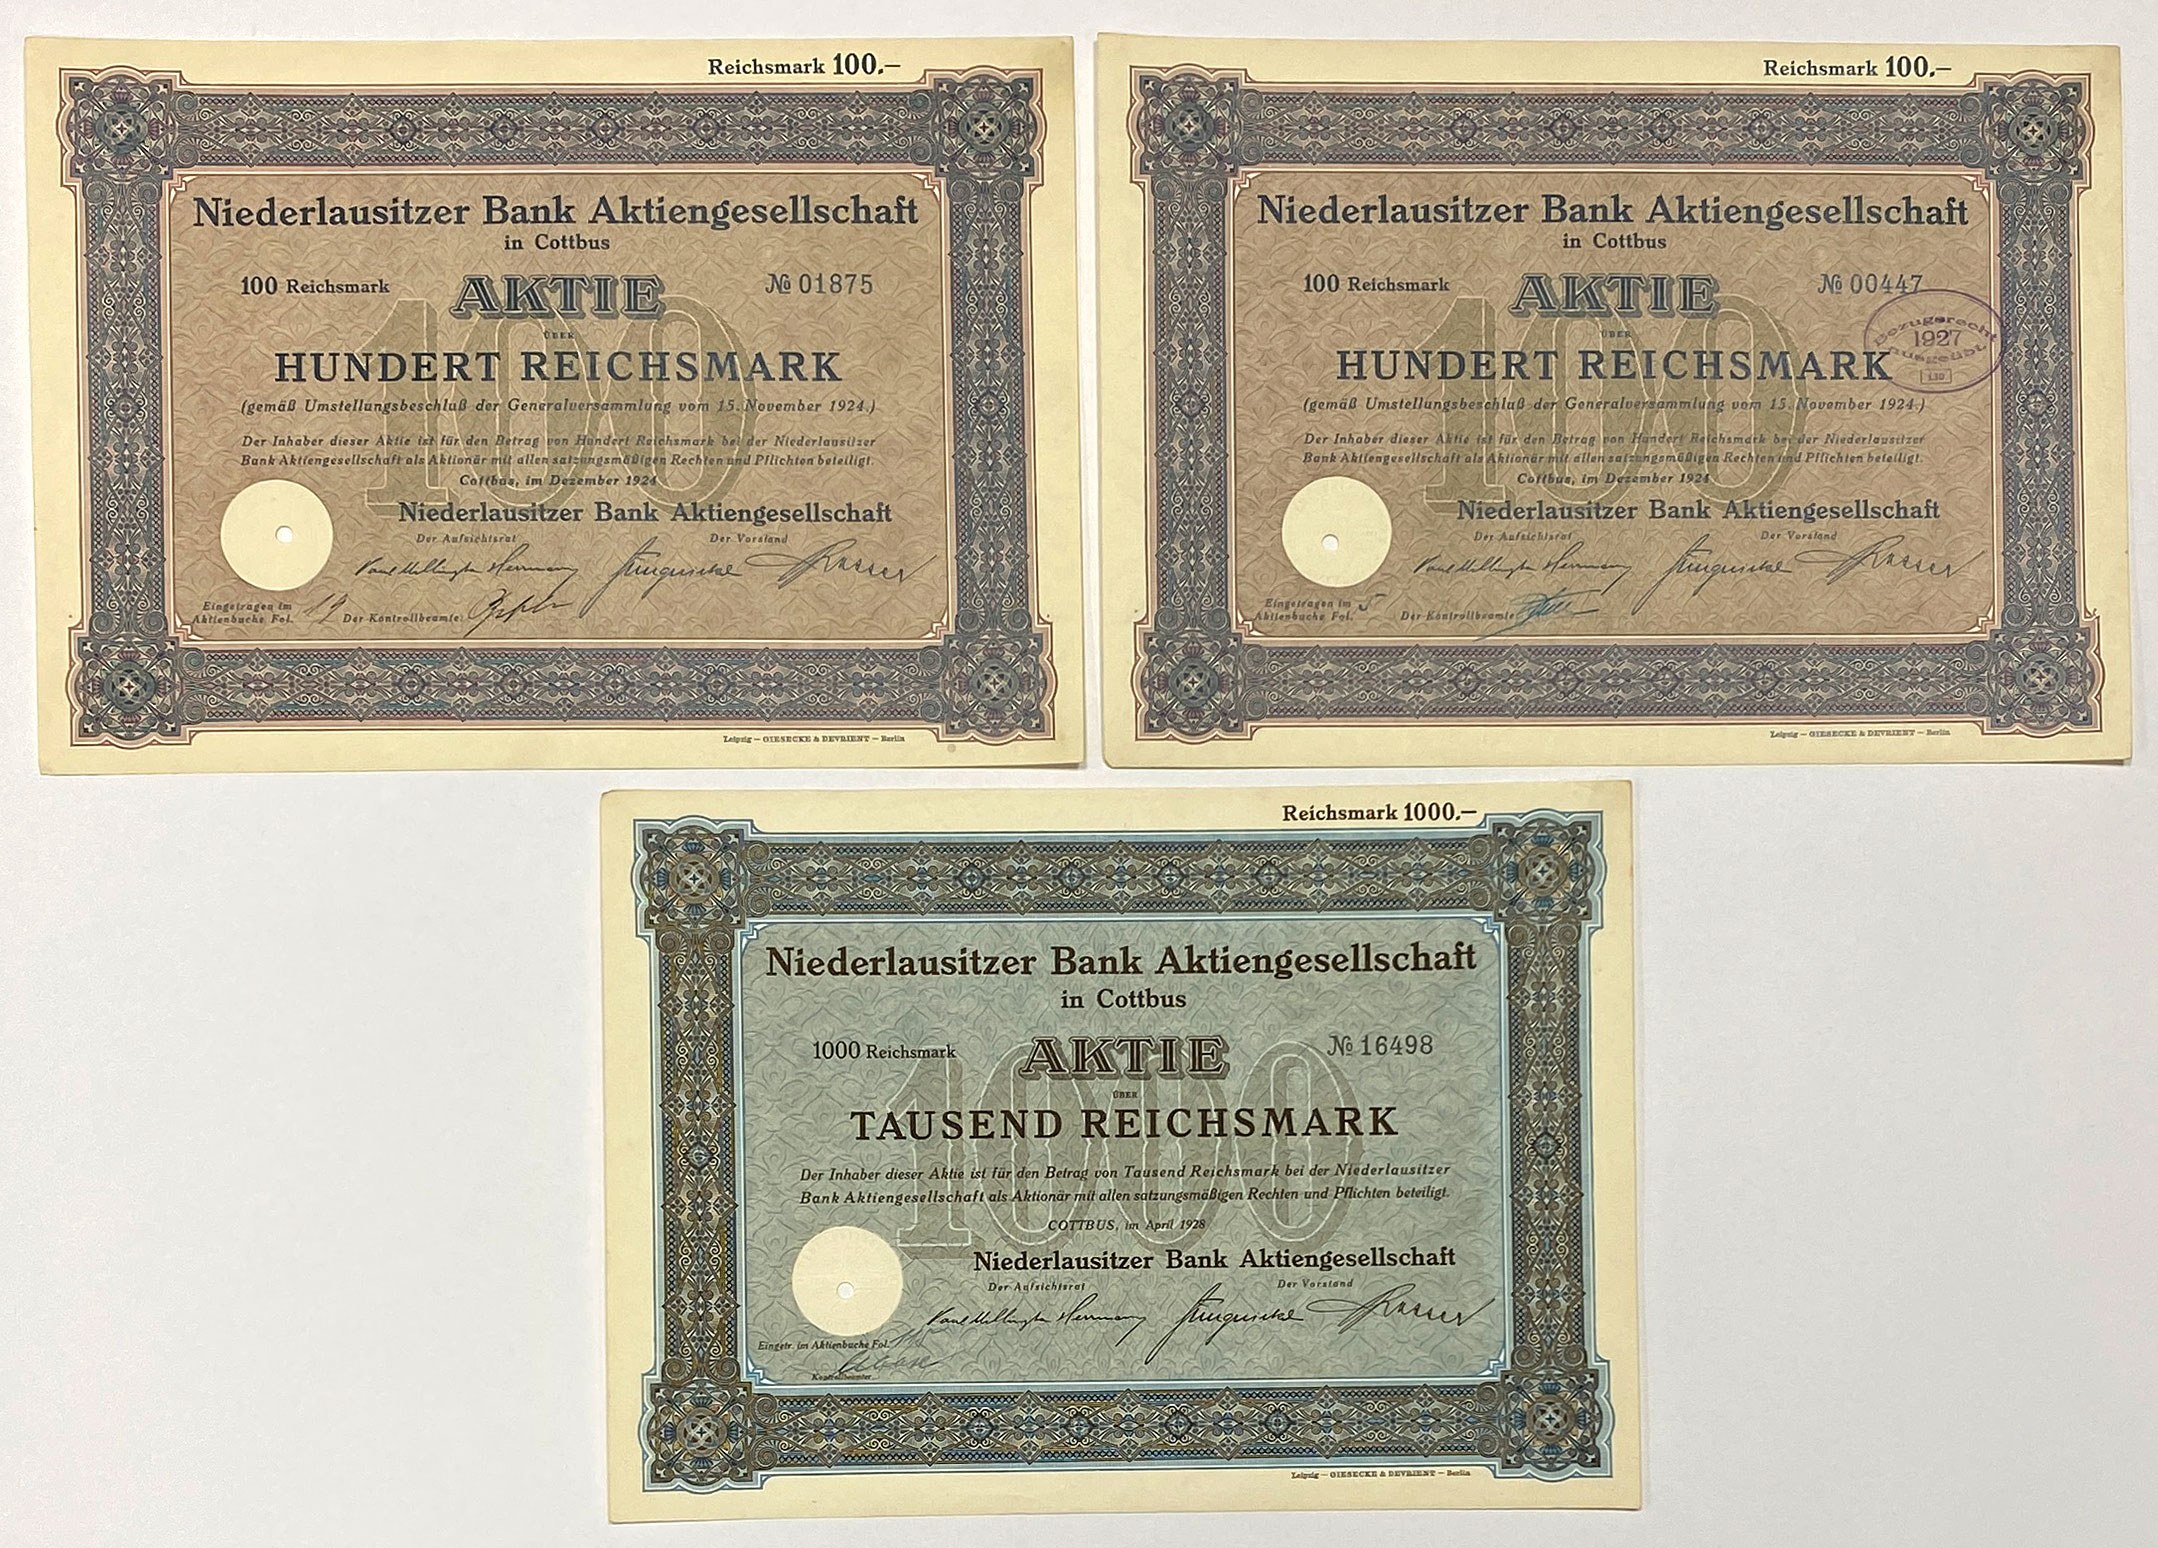 Reichsmark 100.—
Niederlausitzer Bank Aktiengesellschaft
in Cottbus
100 Reichsmark AKTIE № 01875
100
ÜBER
HUNDERT REICHSMARK
(gemäß Umstellungsbeschluß der Generalversammlung vom 15. November 1924.)
Der Inhaber dieser Aktie ist für den Betrag von Hundert Reichsmark bei der Niederlausitzer
Bank Aktiengesellschaft als Aktionär mit allen satzungsmäßigen Rechten und Pflichten beteiligt.
Cottbus, im Dezember 1924
Niederlausitzer Bank Aktiengesellschaft
Der Aufsichtsrat Der Vorstand
Eingetragen im
Aktienbuche Fol. 19 Der Kontrollbeamte:
Leipzig — GIESECKE & DEVRIENT — Berlin
Reichsmark 100.—
Niederlausitzer Bank Aktiengesellschaft
in Cottbus
100 Reichsmark AKTIE № 00447
100
ÜBER
Bezugsrecht
1927
ausgeübt
HUNDERT REICHSMARK
(gemäß Umstellungsbeschluß der Generalversammlung vom 15. November 1924.)
Der Inhaber dieser Aktie ist für den Betrag von Hundert Reichsmark bei der Niederlausitzer
Bank Aktiengesellschaft als Aktionär mit allen satzungsmäßigen Rechten und Pflichten beteiligt.
Cottbus, im Dezember 1924
Niederlausitzer Bank Aktiengesellschaft
Der Aufsichtsrat Der Vorstand
Eingetragen im
Aktienbuche Fol. 5 Der Kontrollbeamte:
Leipzig — GIESECKE & DEVRIENT — Berlin
Reichsmark 1000.—
Niederlausitzer Bank Aktiengesellschaft
in Cottbus
1000 Reichsmark AKTIE № 16498
1000
ÜBER
TAUSEND REICHSMARK
Der Inhaber dieser Aktie ist für den Betrag von Tausend Reichsmark bei der Niederlausitzer
Bank Aktiengesellschaft als Aktionär mit allen satzungsmäßigen Rechten und Pflichten beteiligt.
COTTBUS, im April 1928
Niederlausitzer Bank Aktiengesellschaft
Der Aufsichtsrat Der Vorstand
Eingetr. im Aktienbuche Fol.
Kontrollbeamter
Leipzig — GIESECKE & DEVRIENT — Berlin